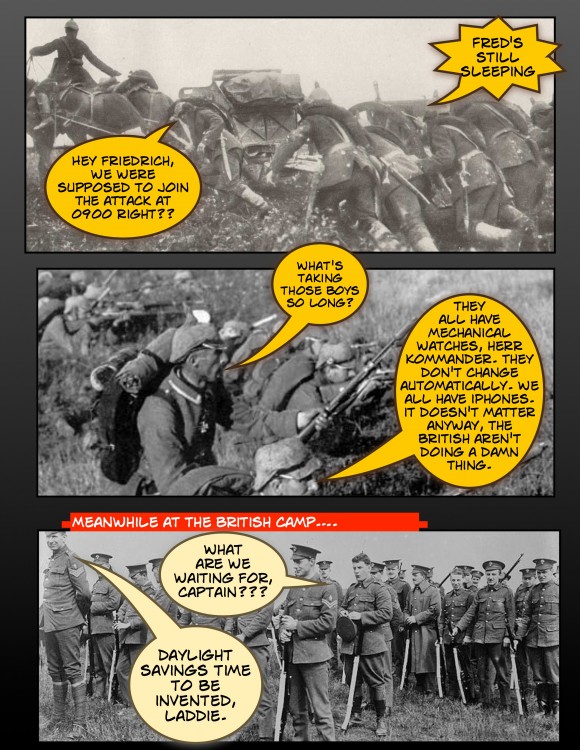 FRED'S
STILL
SLEEPING
HEY FRIEDRICH,
WE WERE
SUPPOSED TO JOIN
THE ATTACK AT
0900 RIGHT??
WHAT'S
TAKING
THOSE BOYS
SO LONG?
THEY
ALL HAVE
MECHANICAL
WATCHES, HERR
KOMMANDER. THEY
DON'T CHANGE
AUTOMATICALLY. WE
ALL HAVE IPHONES.
IT DOESN'T MATTER
ANYWAY, THE
BRITISH AREN'T
DOING A DAMN
THING.
MEANWHILE AT THE BRITISH CAMP....
WHAT
ARE WE
WAITING FOR,
CAPTAIN???
DAYLIGHT
SAVINGS TIME
TO BE
INVENTED,
LADDIE.